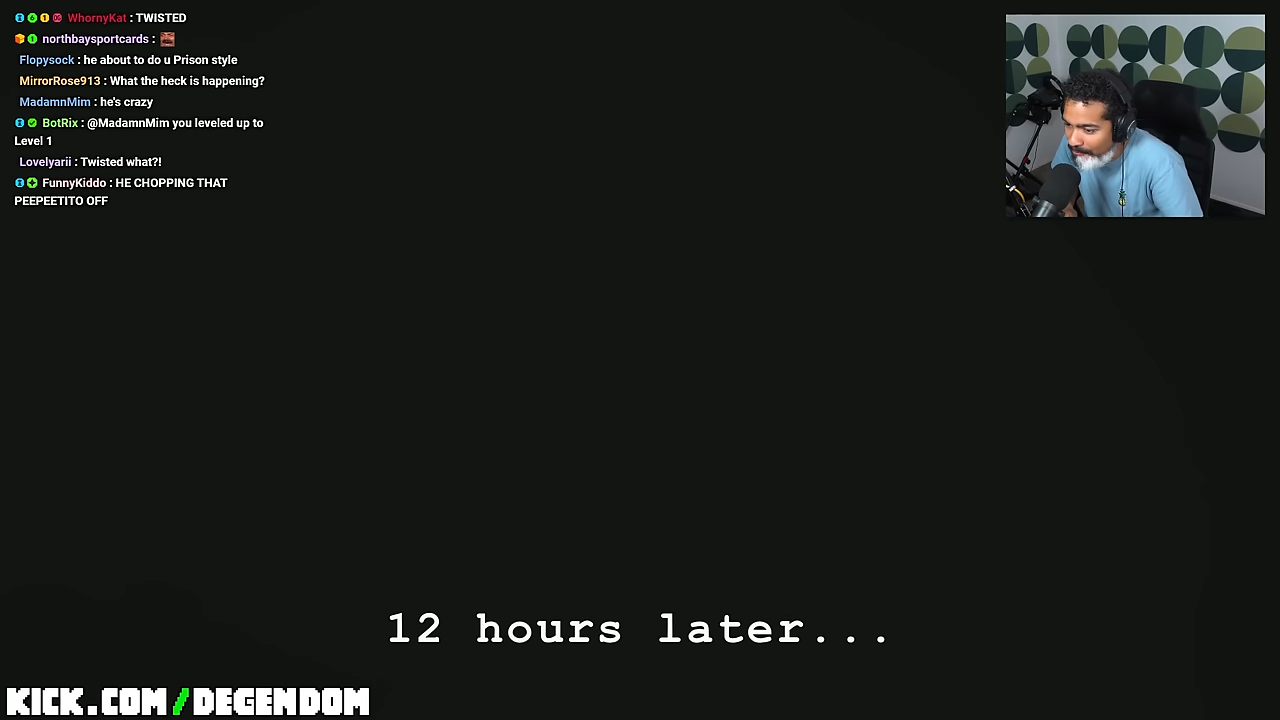 WhornyKat : TWISTED
northbaysportcards :
Flopysock : he about to do u Prison style
MirrorRose913 : What the heck is happening?
MadamnMim : he's crazy
BotRix : @MadamnMim you leveled up to
Level 1
Lovelyarii : Twisted what?!
FunnyKiddo : HE CHOPPING THAT
PEEPEETITO OFF
12 hours later...
KICK.COM/DEGENDOM